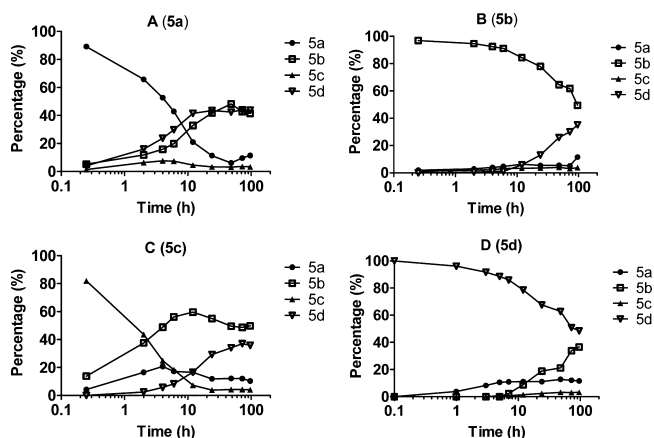 A (5a)
Percentage (%)
100
80
60
40
20
0
0.1 1 10 100
Time (h)
5a
5b
5c
5d
B (5b)
Percentage (%)
100
80
60
40
20
0
0.1 1 10 100
Time (h)
5a
5b
5c
5d
C (5c)
Percentage (%)
100
80
60
40
20
0
0.1 1 10 100
Time (h)
5a
5b
5c
5d
D (5d)
Percentage (%)
100
80
60
40
20
0
0.1 1 10 100
Time (h)
5a
5b
5c
5d